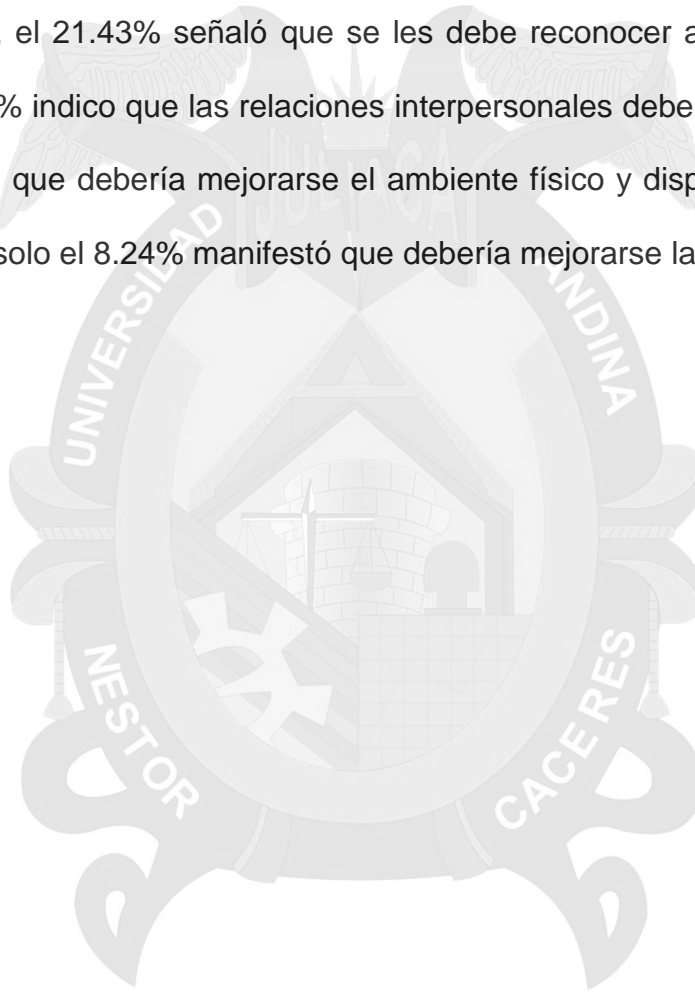 , el 21.43% señaló que se les debe reconocer a
% indico que las relaciones interpersonales debe
que debería mejorarse el ambiente físico y disp
solo el 8.24% manifestó que debería mejorarse la
JULIACA
UNIVERSIDAD
ANDINA
NESTOR
CACERES